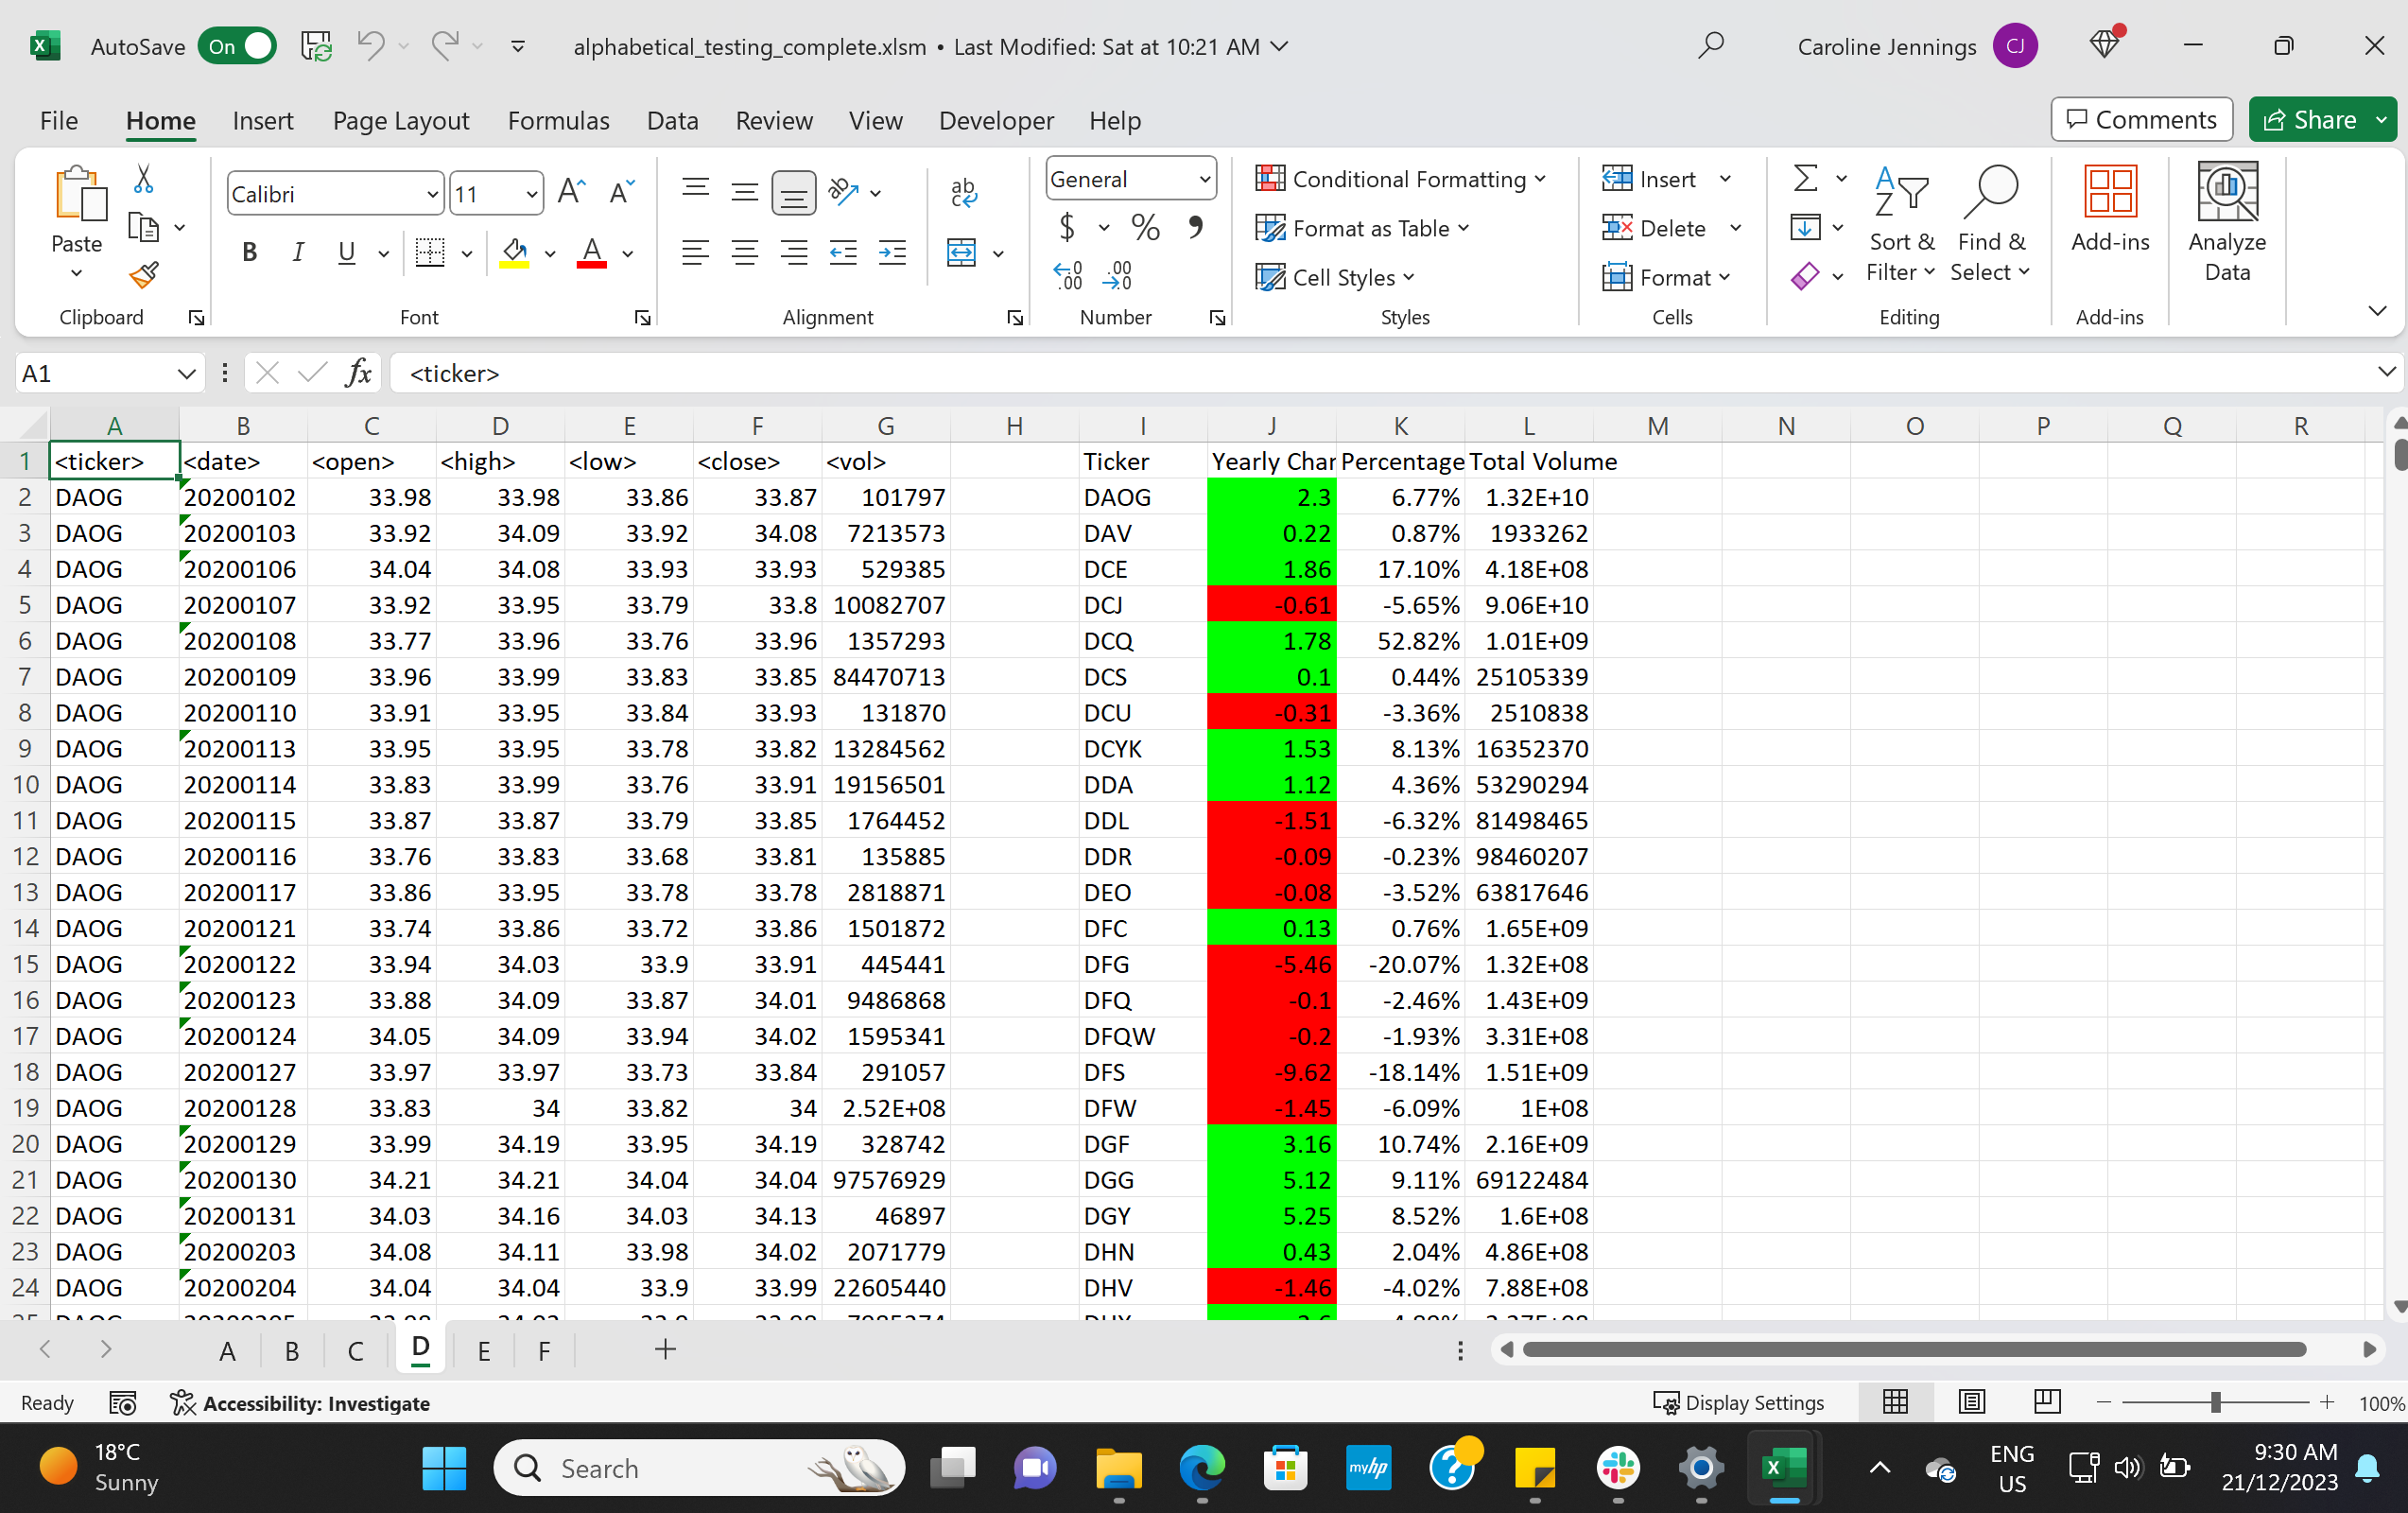 AutoSave On alphabetical_testing_complete.xlsm • Last Modified: Sat at 10:21 AM Caroline Jennings CJ
File Home Insert Page Layout Formulas Data Review View Developer Help Comments Share
Paste Calibri 11 General Conditional Formatting Insert
B I U $ % Format as Table Delete Sort & Filter Find & Select Add-ins Analyze Data
Cell Styles Format
Clipboard Font Alignment Number Styles Cells Editing Add-ins
A1 fx <ticker>
A B C D E F G H I J K L M N O P Q R
1 <ticker> <date> <open> <high> <low> <close> <vol> Ticker Yearly Char Percentage Total Volume
2 DAOG 20200102 33.98 33.98 33.86 33.87 101797 DAOG 2.3 6.77% 1.32E+10
3 DAOG 20200103 33.92 34.09 33.92 34.08 7213573 DAV 0.22 0.87% 1933262
4 DAOG 20200106 34.04 34.08 33.93 33.93 529385 DCE 1.86 17.10% 4.18E+08
5 DAOG 20200107 33.92 33.95 33.79 33.8 10082707 DCJ -0.61 -5.65% 9.06E+10
6 DAOG 20200108 33.77 33.96 33.76 33.96 1357293 DCQ 1.78 52.82% 1.01E+09
7 DAOG 20200109 33.96 33.99 33.83 33.85 84470713 DCS 0.1 0.44% 25105339
8 DAOG 20200110 33.91 33.95 33.84 33.93 131870 DCU -0.31 -3.36% 2510838
9 DAOG 20200113 33.95 33.95 33.78 33.82 13284562 DCYK 1.53 8.13% 16352370
10 DAOG 20200114 33.83 33.99 33.76 33.91 19156501 DDA 1.12 4.36% 53290294
11 DAOG 20200115 33.87 33.87 33.79 33.85 1764452 DDL -1.51 -6.32% 81498465
12 DAOG 20200116 33.76 33.83 33.68 33.81 135885 DDR -0.09 -0.23% 98460207
13 DAOG 20200117 33.86 33.95 33.78 33.78 2818871 DEO -0.08 -3.52% 63817646
14 DAOG 20200121 33.74 33.86 33.72 33.86 1501872 DFC 0.13 0.76% 1.65E+09
15 DAOG 20200122 33.94 34.03 33.9 33.91 445441 DFG -5.46 -20.07% 1.32E+08
16 DAOG 20200123 33.88 34.09 33.87 34.01 9486868 DFQ -0.1 -2.46% 1.43E+09
17 DAOG 20200124 34.05 34.09 33.94 34.02 1595341 DFQW -0.2 -1.93% 3.31E+08
18 DAOG 20200127 33.97 33.97 33.73 33.84 291057 DFS -9.62 -18.14% 1.51E+09
19 DAOG 20200128 33.83 34 33.82 34 2.52E+08 DFW -1.45 -6.09% 1E+08
20 DAOG 20200129 33.99 34.19 33.95 34.19 328742 DGF 3.16 10.74% 2.16E+09
21 DAOG 20200130 34.21 34.21 34.04 34.04 97576929 DGG 5.12 9.11% 69122484
22 DAOG 20200131 34.03 34.16 34.03 34.13 46897 DGY 5.25 8.52% 1.6E+08
23 DAOG 20200203 34.08 34.11 33.98 34.02 2071779 DHN 0.43 2.04% 4.86E+08
24 DAOG 20200204 34.04 34.04 33.9 33.99 22605440 DHV -1.46 -4.02% 7.88E+08
A B C D E F
Ready Accessibility: Investigate Display Settings 100%
18°C Sunny Search myhp ENG US 9:30 AM 21/12/2023